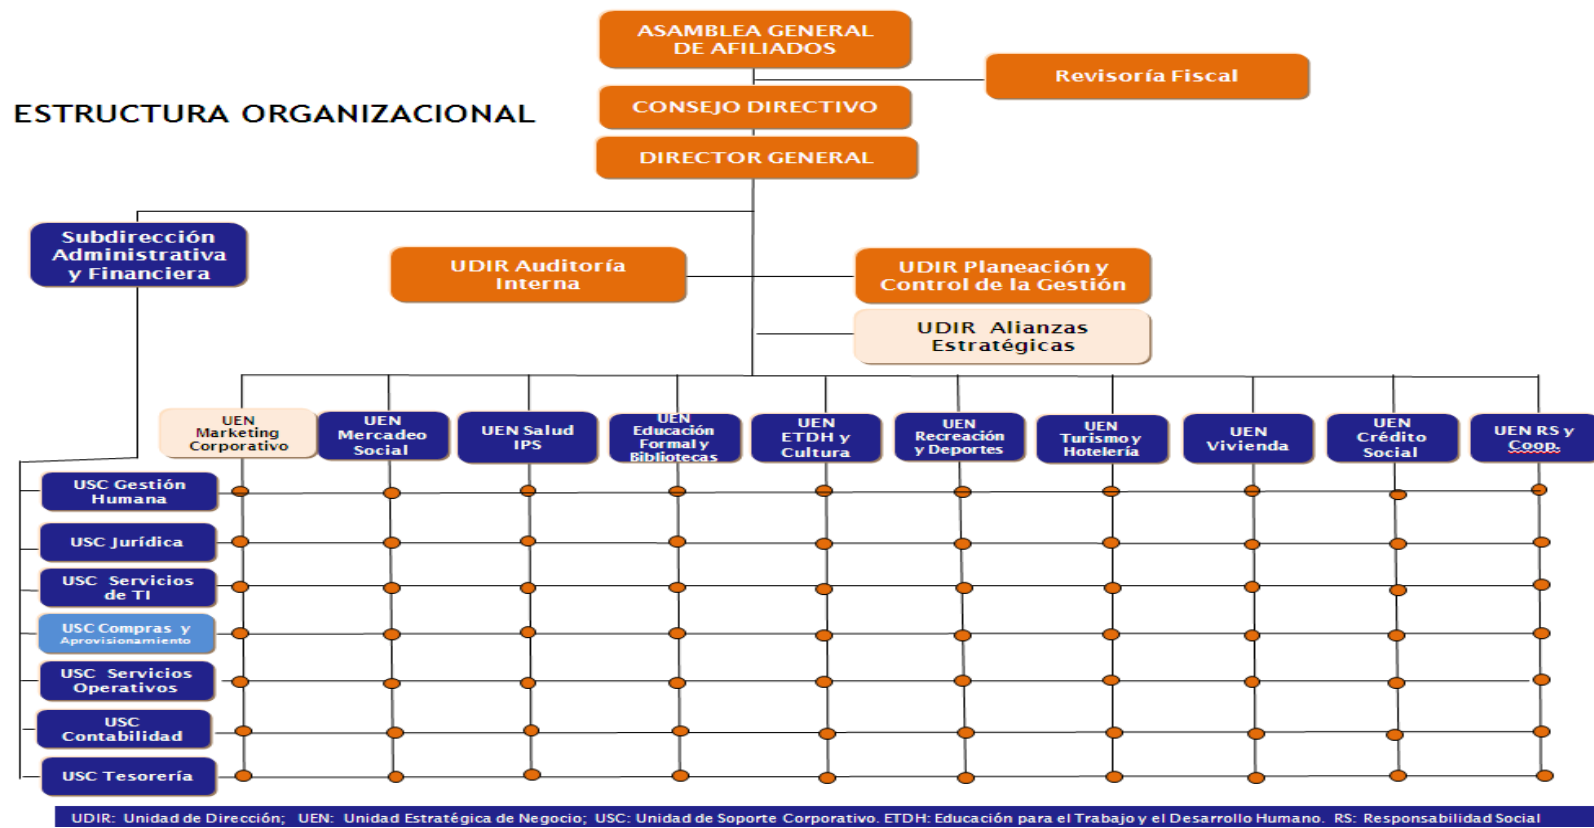 ASAMBLEA GENERAL
DE AFILIADOS
Revisoría Fiscal
ESTRUCTURA ORGANIZACIONAL
CONSEJO DIRECTIVO
DIRECTOR GENERAL
Subdirección
Administrativa
y Financiera
UDIR Auditoría
Interna
UDIR Planeación y
Control de la Gestión
UDIR Alianzas
Estratégicas
UEN
Marketing
Corporativo
UEN
Mercadeo
Social
UEN Salud
IPS
UEN
Educación
Formal y
Bibliotecas
UEN
ETDH y
Cultura
UEN
Recreación
y Deportes
UEN
Turismo y
Hotelería
UEN
Vivienda
UEN
Crédito
Social
UEN RS y
Coop.
USC Gestión
Humana
USC Jurídica
USC Servicios
de TI
USC Compras y
Aprovisionamiento
USC Servicios
Operativos
USC
Contabilidad
USC Tesorería
UDIR: Unidad de Dirección; UEN: Unidad Estratégica de Negocio; USC: Unidad de Soporte Corporativo. ETDH: Educación para el Trabajo y el Desarrollo Humano. RS: Responsabilidad Social